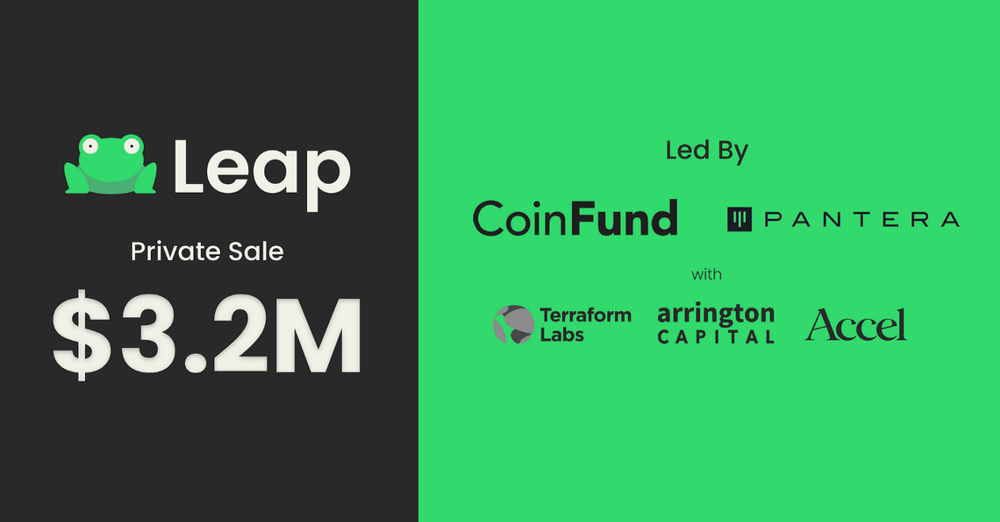 Leap
Private Sale
$3.2M
Led By
CoinFund
PANTERA
with
Terraform
Labs
arrington
CAPITAL
Accel